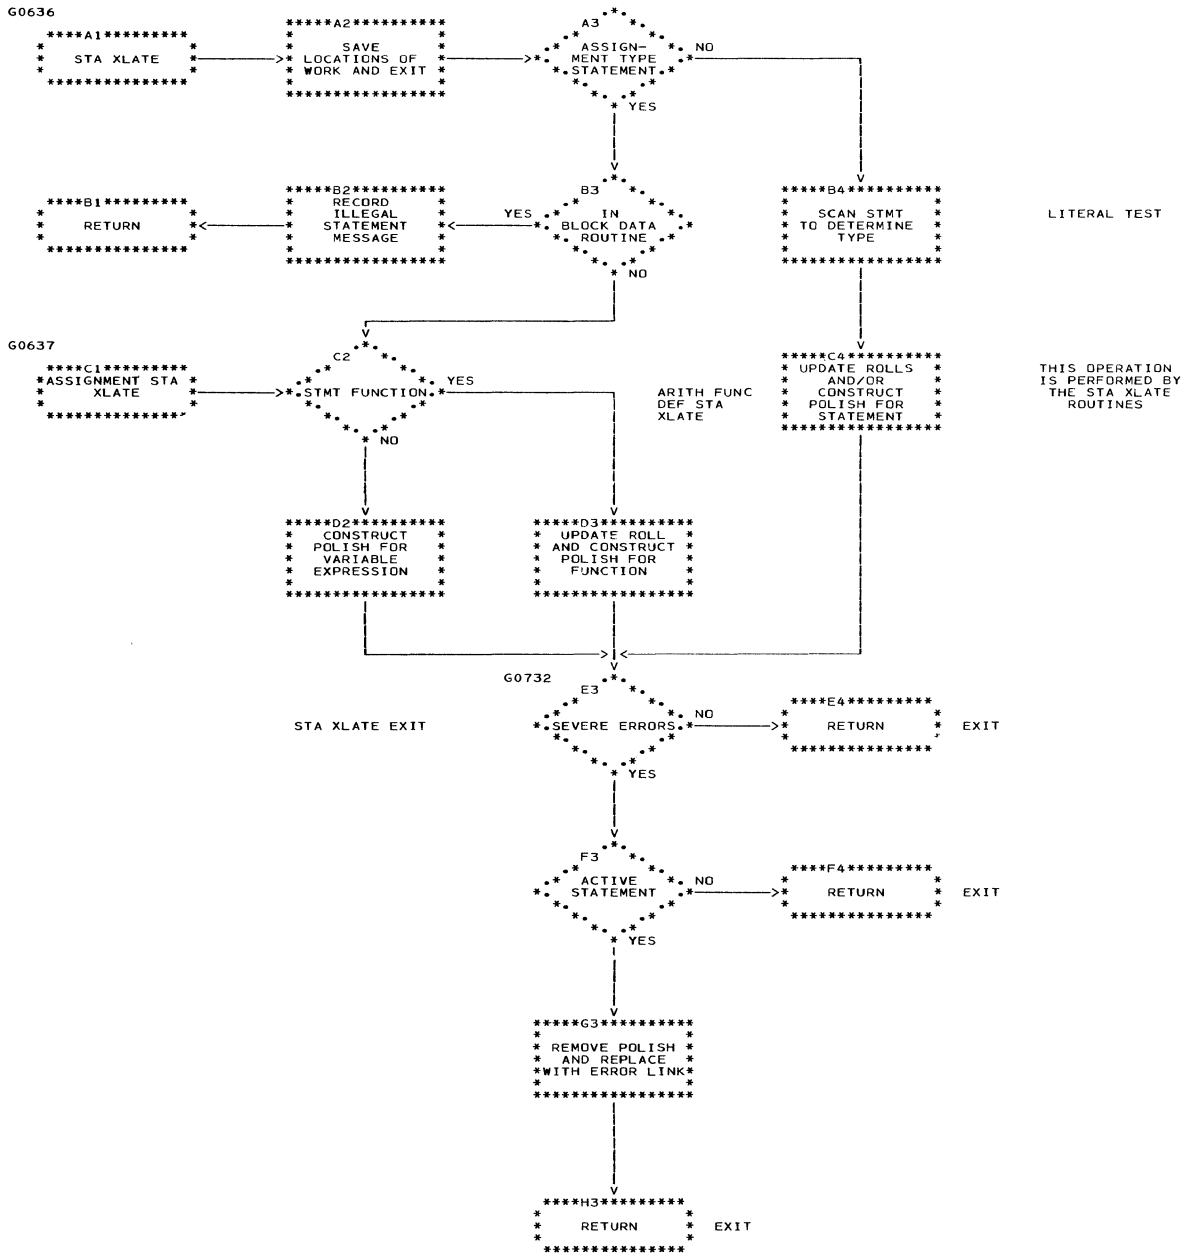 G0636
A1
STA XLATE
A2
SAVE
LOCATIONS OF
WORK AND EXIT
A3
ASSIGN-
MENT TYPE
STATEMENT
NO
YES
B1
RETURN
B2
RECORD
ILLEGAL
STATEMENT
MESSAGE
YES
B3
IN
BLOCK DATA
ROUTINE
NO
B4
SCAN STMT
TO DETERMINE
TYPE
LITERAL TEST
G0637
C1
ASSIGNMENT STA
XLATE
C2
STMT FUNCTION
YES
NO
ARITH FUNC
DEF STA
XLATE
C4
UPDATE ROLLS
AND/OR
CONSTRUCT
POLISH FOR
STATEMENT
THIS OPERATION
IS PERFORMED BY
THE STA XLATE
ROUTINES
D2
CONSTRUCT
POLISH FOR
VARIABLE
EXPRESSION
D3
UPDATE ROLL
AND CONSTRUCT
POLISH FOR
FUNCTION
G0732
STA XLATE EXIT
E3
SEVERE ERRORS
NO
YES
E4
RETURN
EXIT
F3
ACTIVE
STATEMENT
NO
YES
F4
RETURN
EXIT
G3
REMOVE POLISH
AND REPLACE
WITH ERROR LINK
H3
RETURN
EXIT